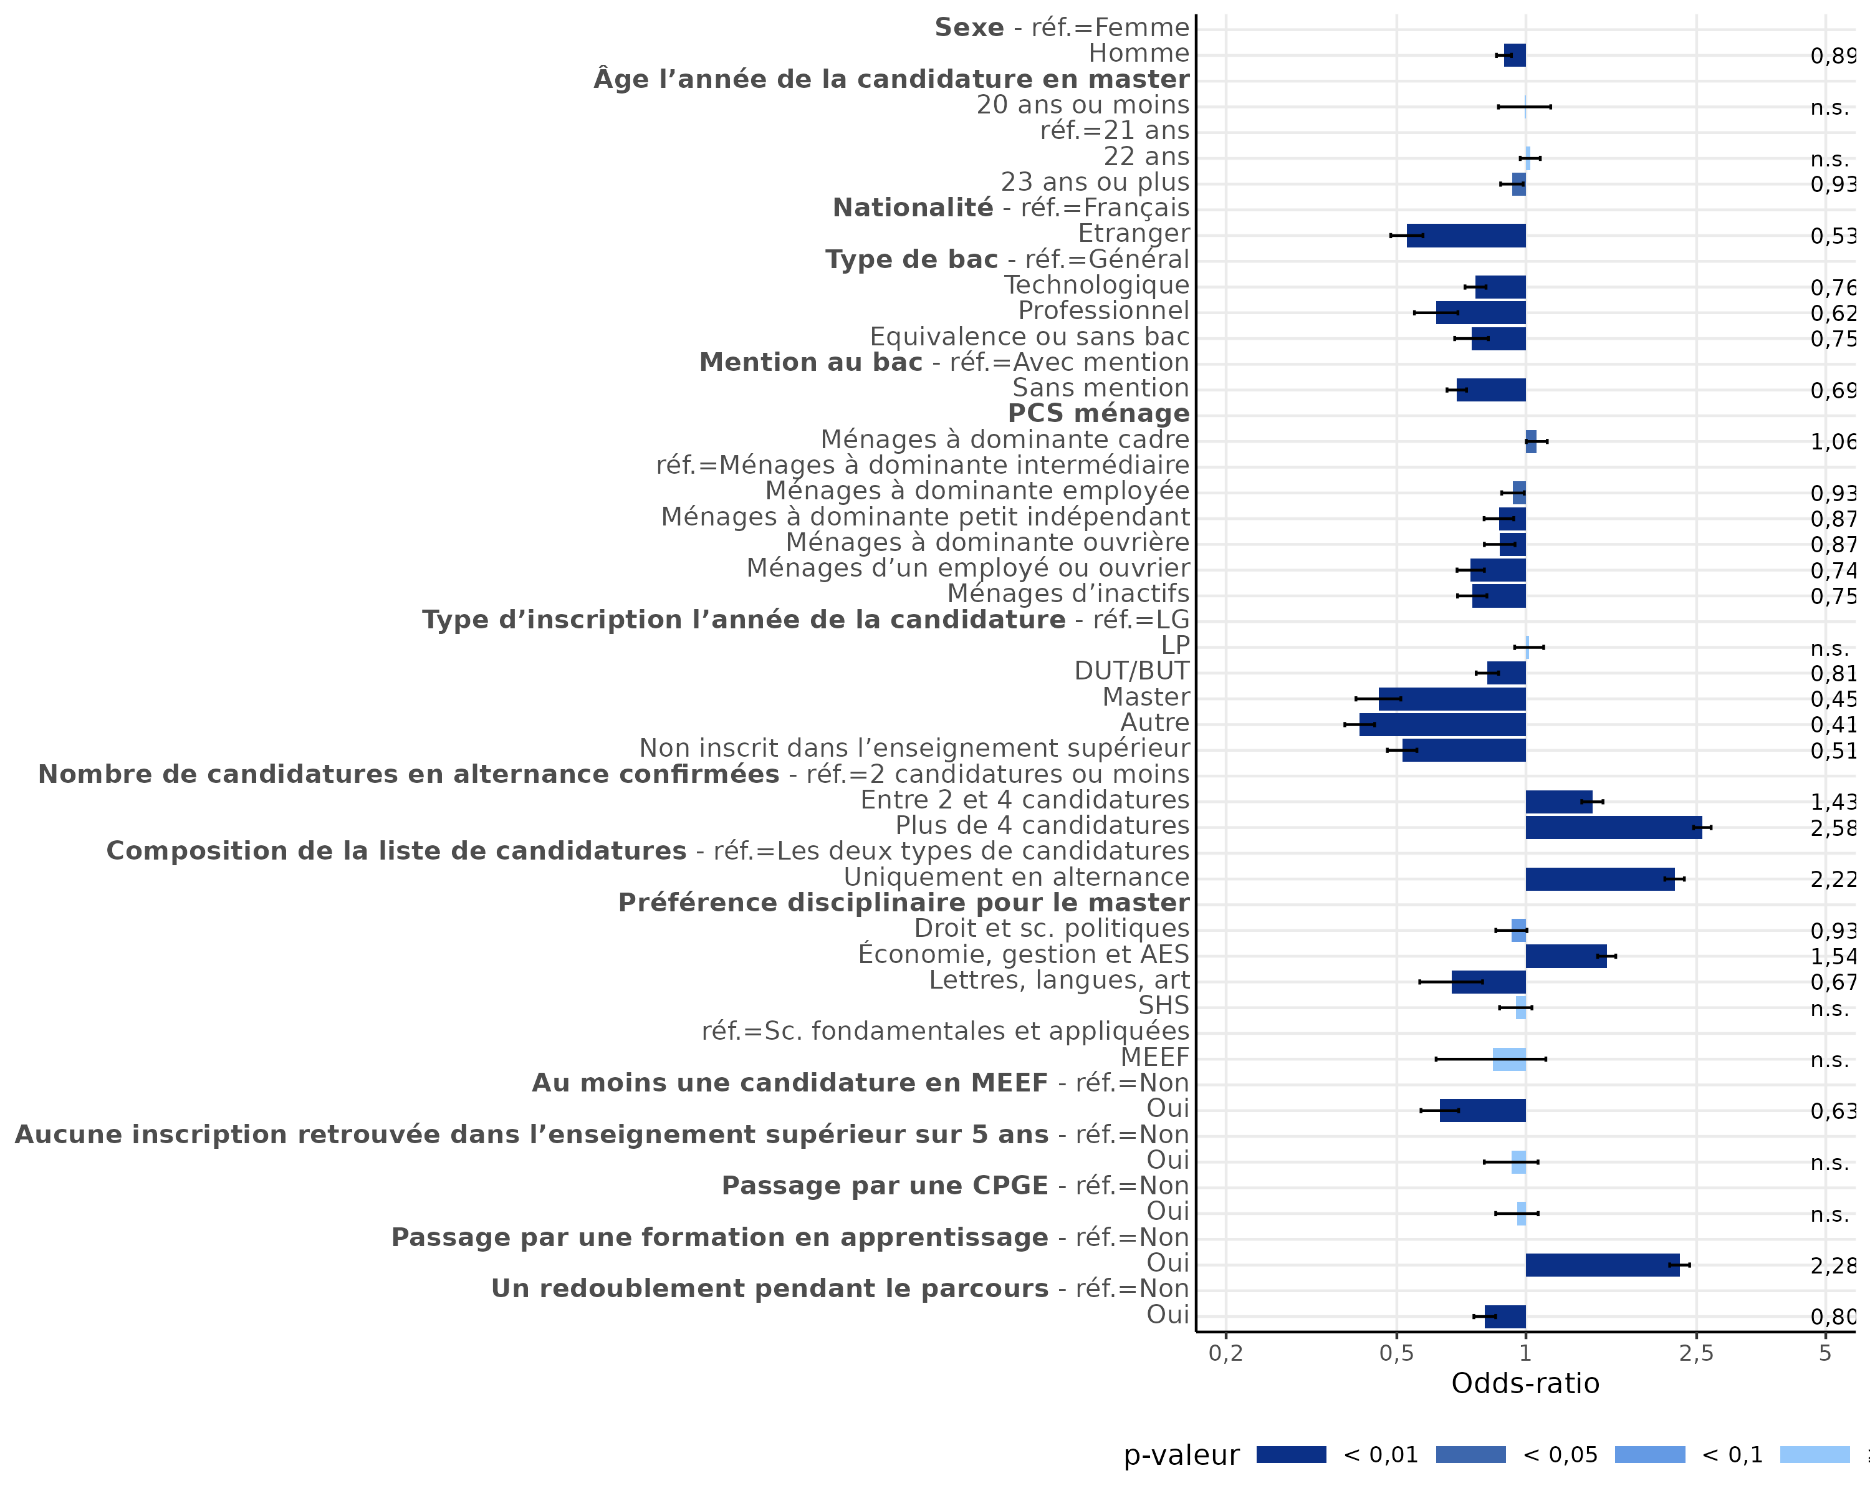 Sexe - réf.=Femme
Homme 0,89
Âge l’année de la candidature en master
20 ans ou moins n.s.
réf.=21 ans
22 ans n.s.
23 ans ou plus 0,93
Nationalité - réf.=Français
Etranger 0,53
Type de bac - réf.=Général
Technologique 0,76
Professionnel 0,62
Equivalence ou sans bac 0,75
Mention au bac - réf.=Avec mention
Sans mention 0,69
PCS ménage
Ménages à dominante cadre 1,06
réf.=Ménages à dominante intermédiaire
Ménages à dominante employée 0,93
Ménages à dominante petit indépendant 0,87
Ménages à dominante ouvrière 0,87
Ménages d’un employé ou ouvrier 0,74
Ménages d’inactifs 0,75
Type d’inscription l’année de la candidature - réf.=LG
LP n.s.
DUT/BUT 0,81
Master 0,45
Autre 0,41
Non inscrit dans l’enseignement supérieur 0,51
Nombre de candidatures en alternance confirmées - réf.=2 candidatures ou moins
Entre 2 et 4 candidatures 1,43
Plus de 4 candidatures 2,58
Composition de la liste de candidatures - réf.=Les deux types de candidatures
Uniquement en alternance 2,22
Préférence disciplinaire pour le master
Droit et sc. politiques 0,93
Économie, gestion et AES 1,54
Lettres, langues, art 0,67
SHS n.s.
réf.=Sc. fondamentales et appliquées
MEEF n.s.
Au moins une candidature en MEEF - réf.=Non
Oui 0,63
Aucune inscription retrouvée dans l’enseignement supérieur sur 5 ans - réf.=Non
Oui n.s.
Passage par une CPGE - réf.=Non
Oui n.s.
Passage par une formation en apprentissage - réf.=Non
Oui 2,28
Un redoublement pendant le parcours - réf.=Non
Oui 0,80
0,2 0,5 1 2,5 5
Odds-ratio
p-valeur < 0,01 < 0,05 < 0,1